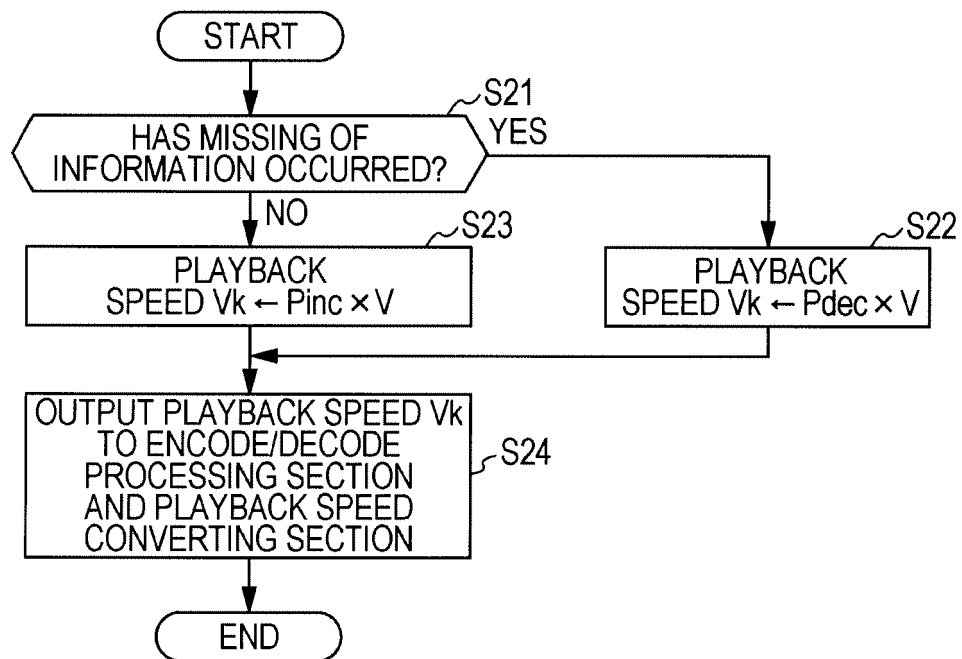 START
S21
HAS MISSING OF
INFORMATION OCCURRED?
YES
NO
S23
PLAYBACK
SPEED Vk ← Pinc × V
S22
PLAYBACK
SPEED Vk ← Pdec × V
OUTPUT PLAYBACK SPEED Vk
TO ENCODE/DECODE
PROCESSING SECTION
AND PLAYBACK SPEED
CONVERTING SECTION
S24
END